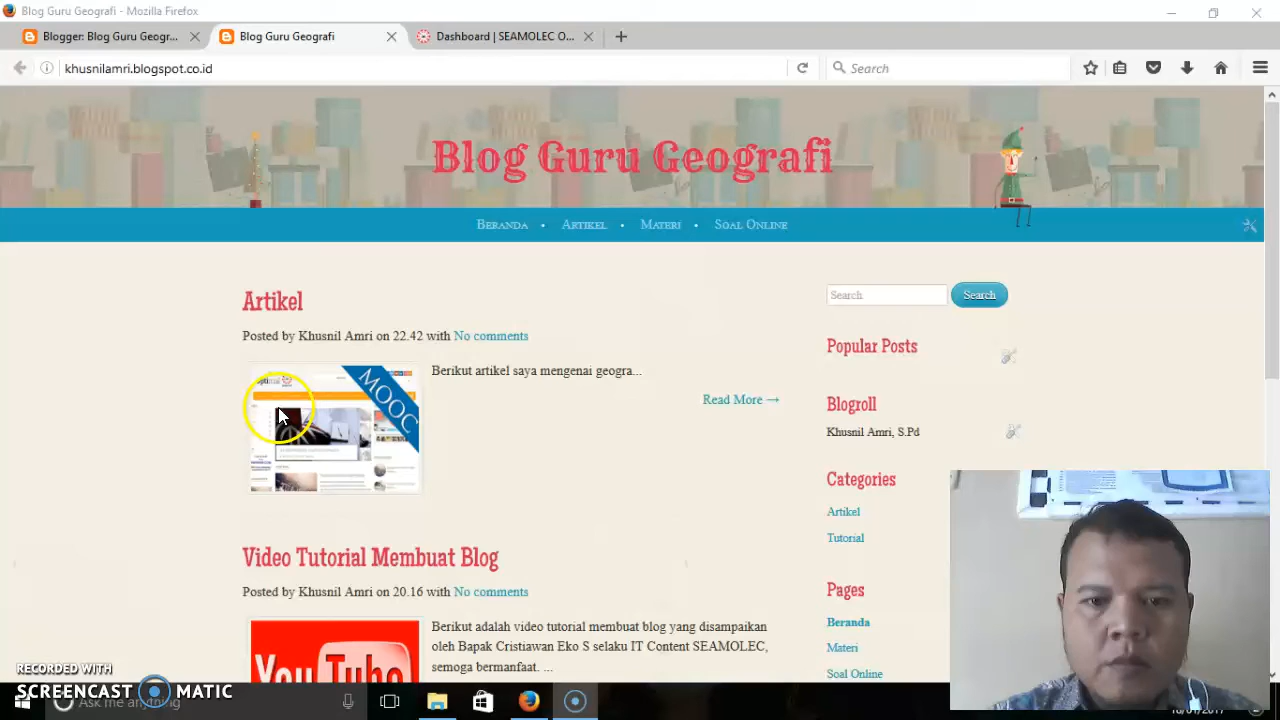 Blog Guru Geografi - Mozilla Firefox
Blogger: Blog Guru Geogr...
Blog Guru Geografi
Dashboard | SEAMOLEC O...
khusnilamri.blogspot.co.id
Search
Blog Guru Geografi
Beranda • Artikel • Materi • Soal Online
Artikel
Posted by Khusnil Amri on 22.42 with No comments
MOOC
Berikut artikel saya mengenai geogra...
Read More →
Video Tutorial Membuat Blog
Posted by Khusnil Amri on 20.16 with No comments
YouTube
Berikut adalah video tutorial membuat blog yang disampaikan
oleh Bapak Cristiawan Eko S selaku IT Content SEAMOLEC,
semoga bermanfaat. ...
Search
Search
Popular Posts
Blogroll
Khusnil Amri, S.Pd
Categories
Artikel
Tutorial
Pages
Beranda
Materi
Soal Online
RECORDED WITH
SCREENCAST MATIC
Ask me anything